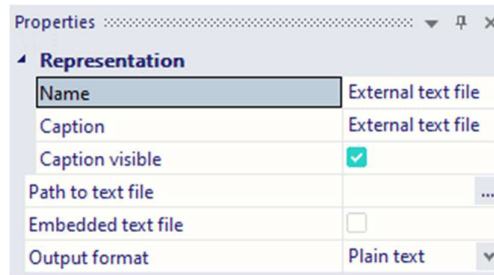 Properties
Representation
Name External text file
Caption External text file
Caption visible
Path to text file ...
Embedded text file
Output format Plain text